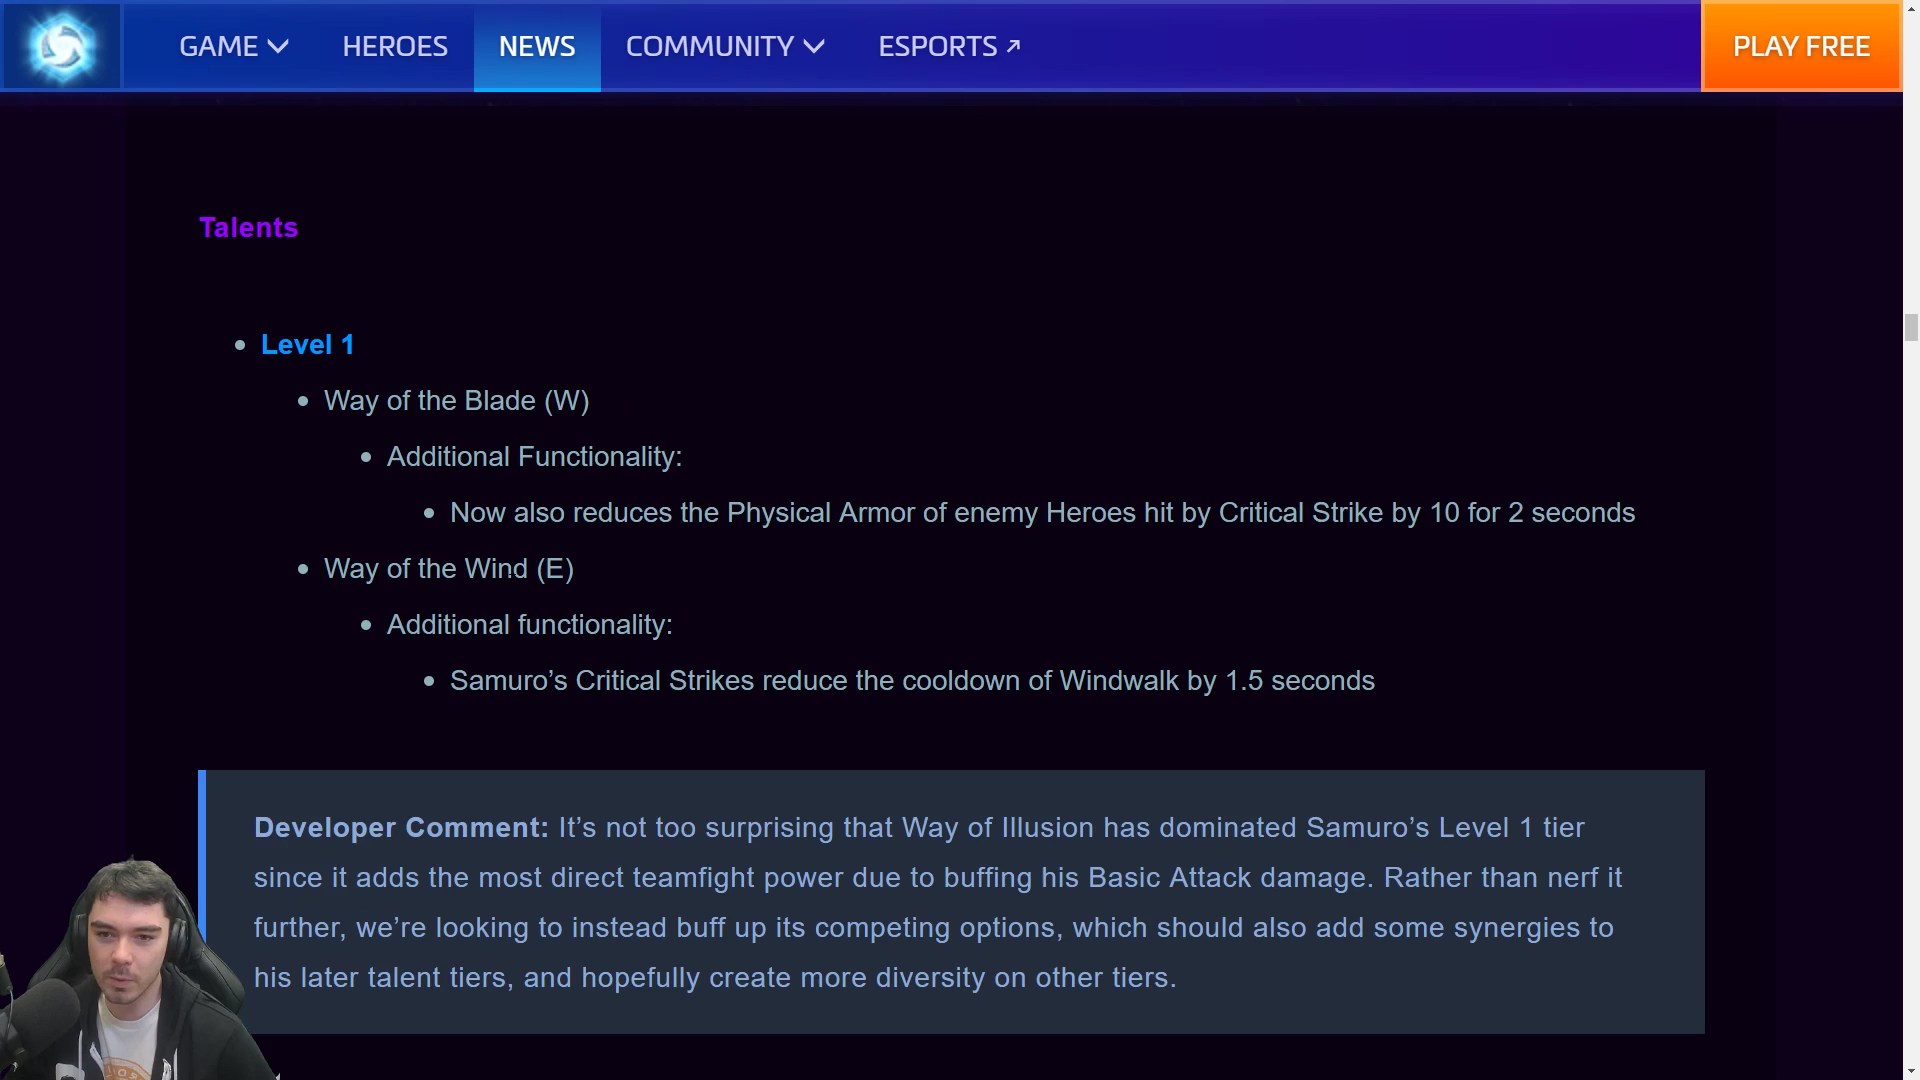 GAME HEROES NEWS COMMUNITY ESPORTS PLAY FREE
Talents
Level 1
Way of the Blade (W)
Additional Functionality:
Now also reduces the Physical Armor of enemy Heroes hit by Critical Strike by 10 for 2 seconds
Way of the Wind (E)
Additional functionality:
Samuro’s Critical Strikes reduce the cooldown of Windwalk by 1.5 seconds
Developer Comment: It’s not too surprising that Way of Illusion has dominated Samuro’s Level 1 tier
since it adds the most direct teamfight power due to buffing his Basic Attack damage. Rather than nerf it
further, we’re looking to instead buff up its competing options, which should also add some synergies to
his later talent tiers, and hopefully create more diversity on other tiers.